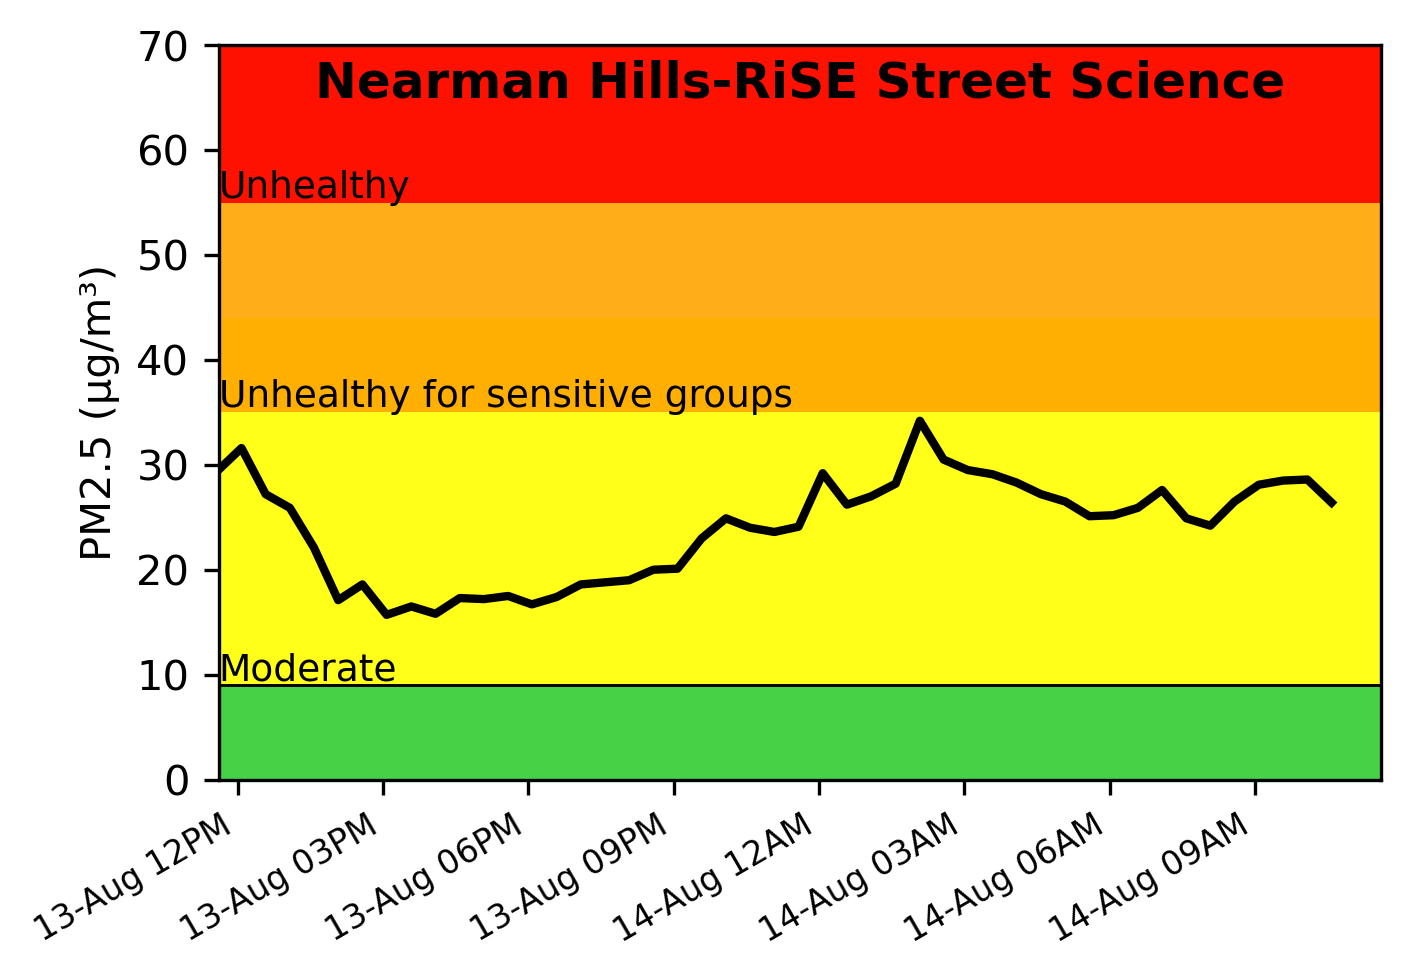 Nearman Hills-RiSE Street Science
PM2.5 (µg/m³)
70
60
50
40
30
20
10
0
Unhealthy
Unhealthy for sensitive groups
Moderate
13-Aug 12PM
13-Aug 03PM
13-Aug 06PM
13-Aug 09PM
14-Aug 12AM
14-Aug 03AM
14-Aug 06AM
14-Aug 09AM